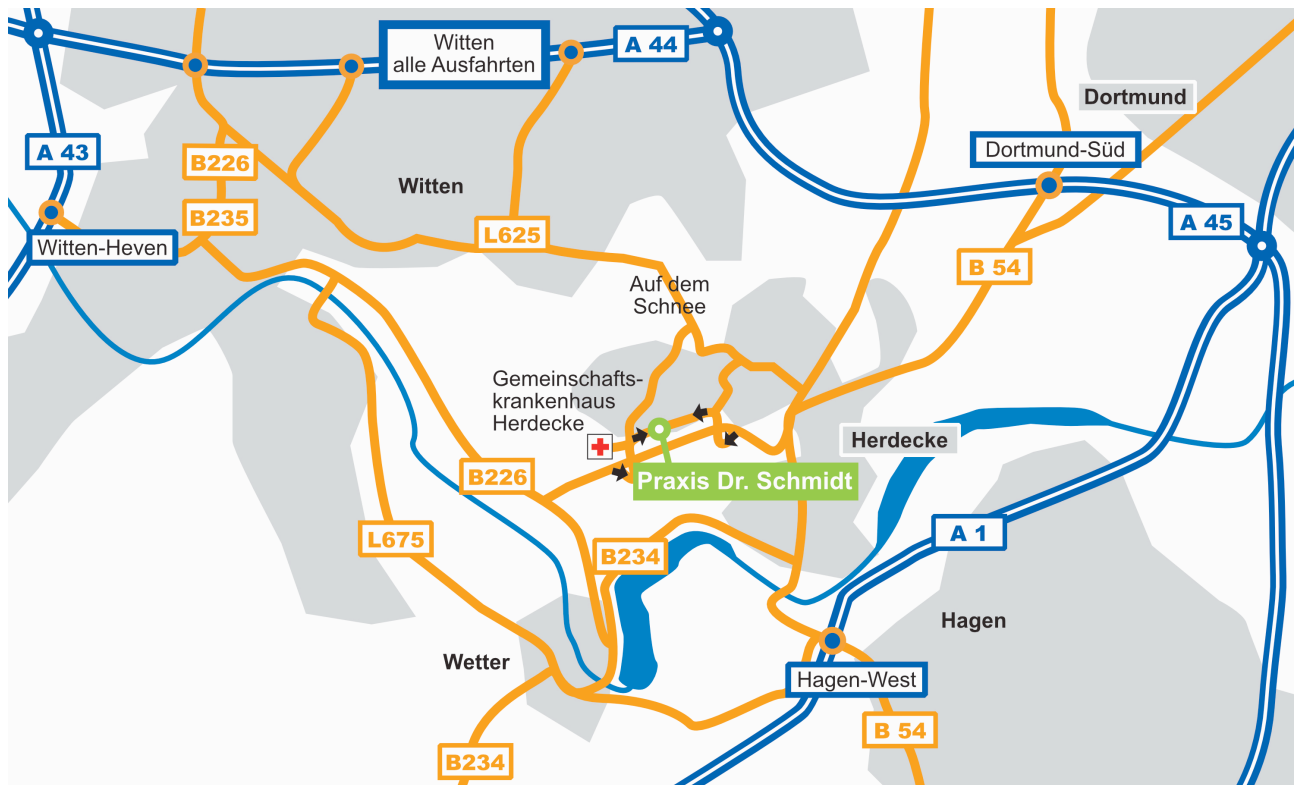 Witten
alle Ausfahrten
A 44
Dortmund
A 43
Dortmund-Süd
B226
Witten
B235
A 45
L625
Witten-Heven
B 54
Auf dem
Schnee
Gemeinschafts-
krankenhaus
Herdecke
Herdecke
B226
Praxis Dr. Schmidt
L675
A 1
B234
Hagen
Wetter
Hagen-West
B 54
B234